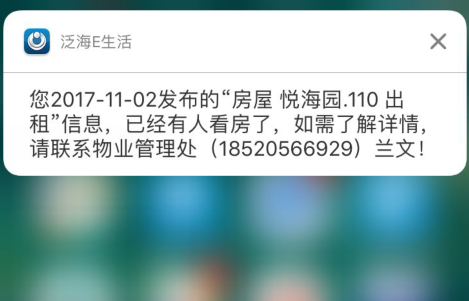 泛海E生活
您2017-11-02发布的“房屋 悦海园.110 出
租”信息，已经有人看房了，如需了解详情，
请联系物业管理处（18520566929）兰文！